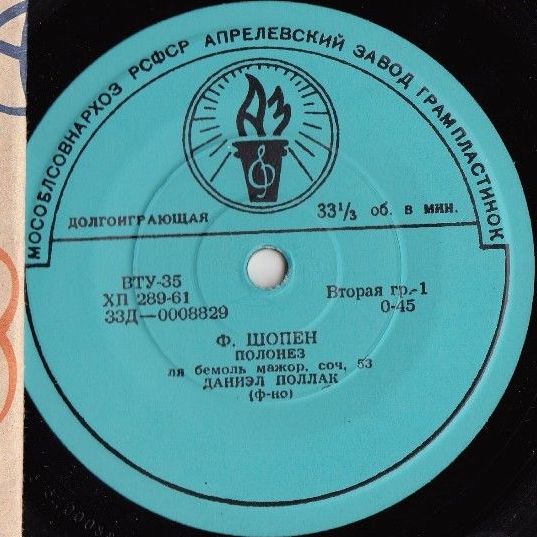 МОСОБЛСОВНАРХОЗ РСФСР АПРЕЛЕВСКИЙ ЗАВОД ГРАМПЛАСТИНОК
АЗ
ДОЛГОИГРАЮЩАЯ
33⅓ об. в мин.
ВТУ-35
ХП 289-61
33Д—0008829
Вторая гр.-1
0-45
Ф. ШОПЕН
ПОЛОНЕЗ
ля бемоль мажор, соч, 53
ДАНИЭЛ ПОЛЛАК
(ф-но)